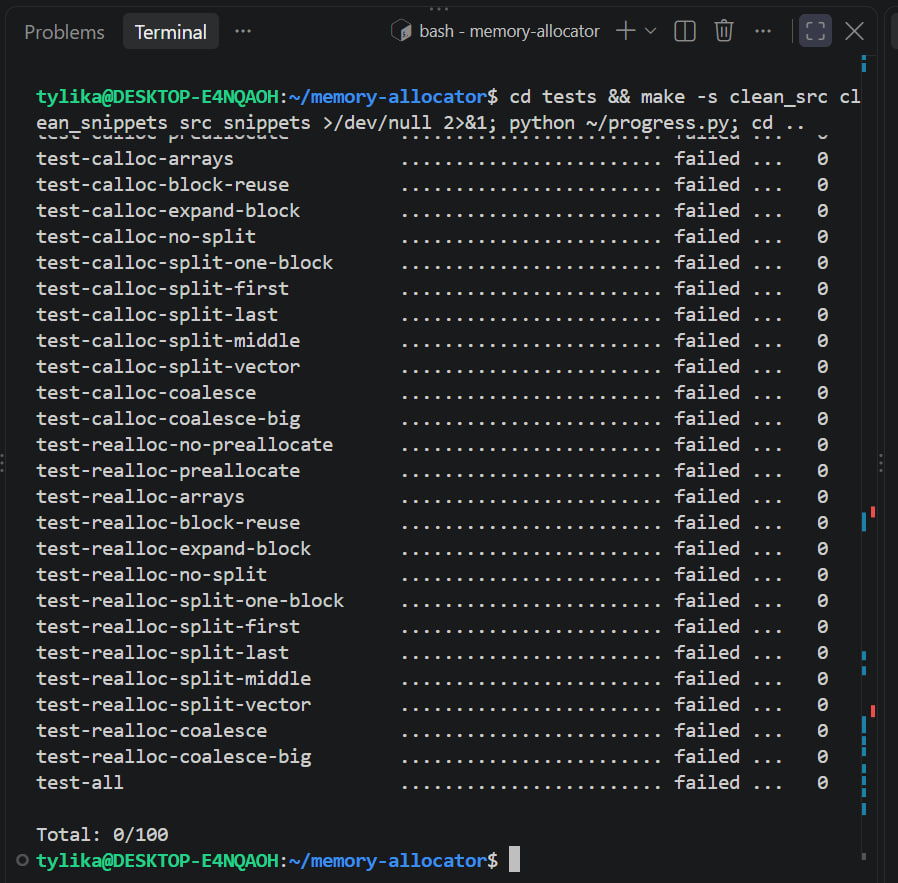 Problems Terminal ··· bash - memory-allocator ···
tylika@DESKTOP-E4NQAOH:~/memory-allocator$ cd tests && make -s clean_src cl
ean_snippets src snippets >/dev/null 2>&1; python ~/progress.py; cd ..
test-calloc-arrays ........................ failed ... 0
test-calloc-block-reuse ........................ failed ... 0
test-calloc-expand-block ........................ failed ... 0
test-calloc-no-split ........................ failed ... 0
test-calloc-split-one-block ........................ failed ... 0
test-calloc-split-first ........................ failed ... 0
test-calloc-split-last ........................ failed ... 0
test-calloc-split-middle ........................ failed ... 0
test-calloc-split-vector ........................ failed ... 0
test-calloc-coalesce ........................ failed ... 0
test-calloc-coalesce-big ........................ failed ... 0
test-realloc-no-preallocate ........................ failed ... 0
test-realloc-preallocate ........................ failed ... 0
test-realloc-arrays ........................ failed ... 0
test-realloc-block-reuse ........................ failed ... 0
test-realloc-expand-block ........................ failed ... 0
test-realloc-no-split ........................ failed ... 0
test-realloc-split-one-block ........................ failed ... 0
test-realloc-split-first ........................ failed ... 0
test-realloc-split-last ........................ failed ... 0
test-realloc-split-middle ........................ failed ... 0
test-realloc-split-vector ........................ failed ... 0
test-realloc-coalesce ........................ failed ... 0
test-realloc-coalesce-big ........................ failed ... 0
test-all ........................ failed ... 0
Total: 0/100
tylika@DESKTOP-E4NQAOH:~/memory-allocator$